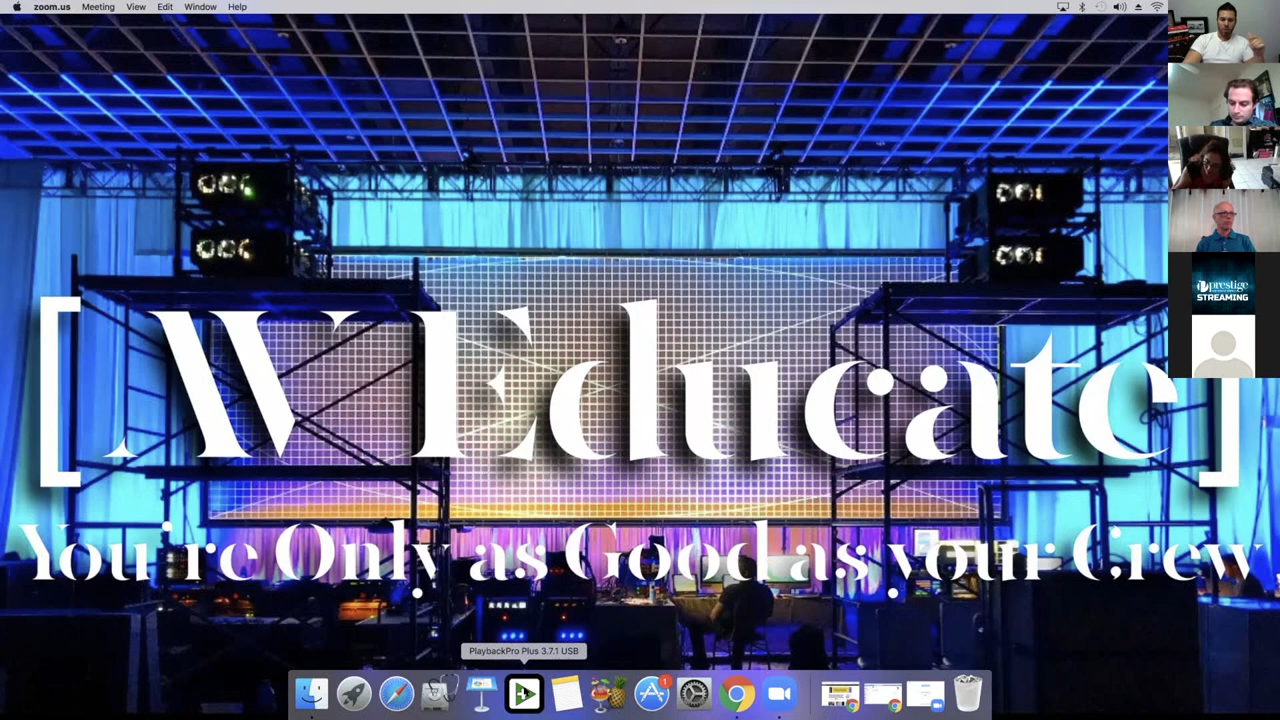 zoom.us Meeting View Edit Window Help
prestige
STREAMING
[W Educate]
You're Only as Good as your Crew
PlaybackPro Plus 3.7.1 USB
1